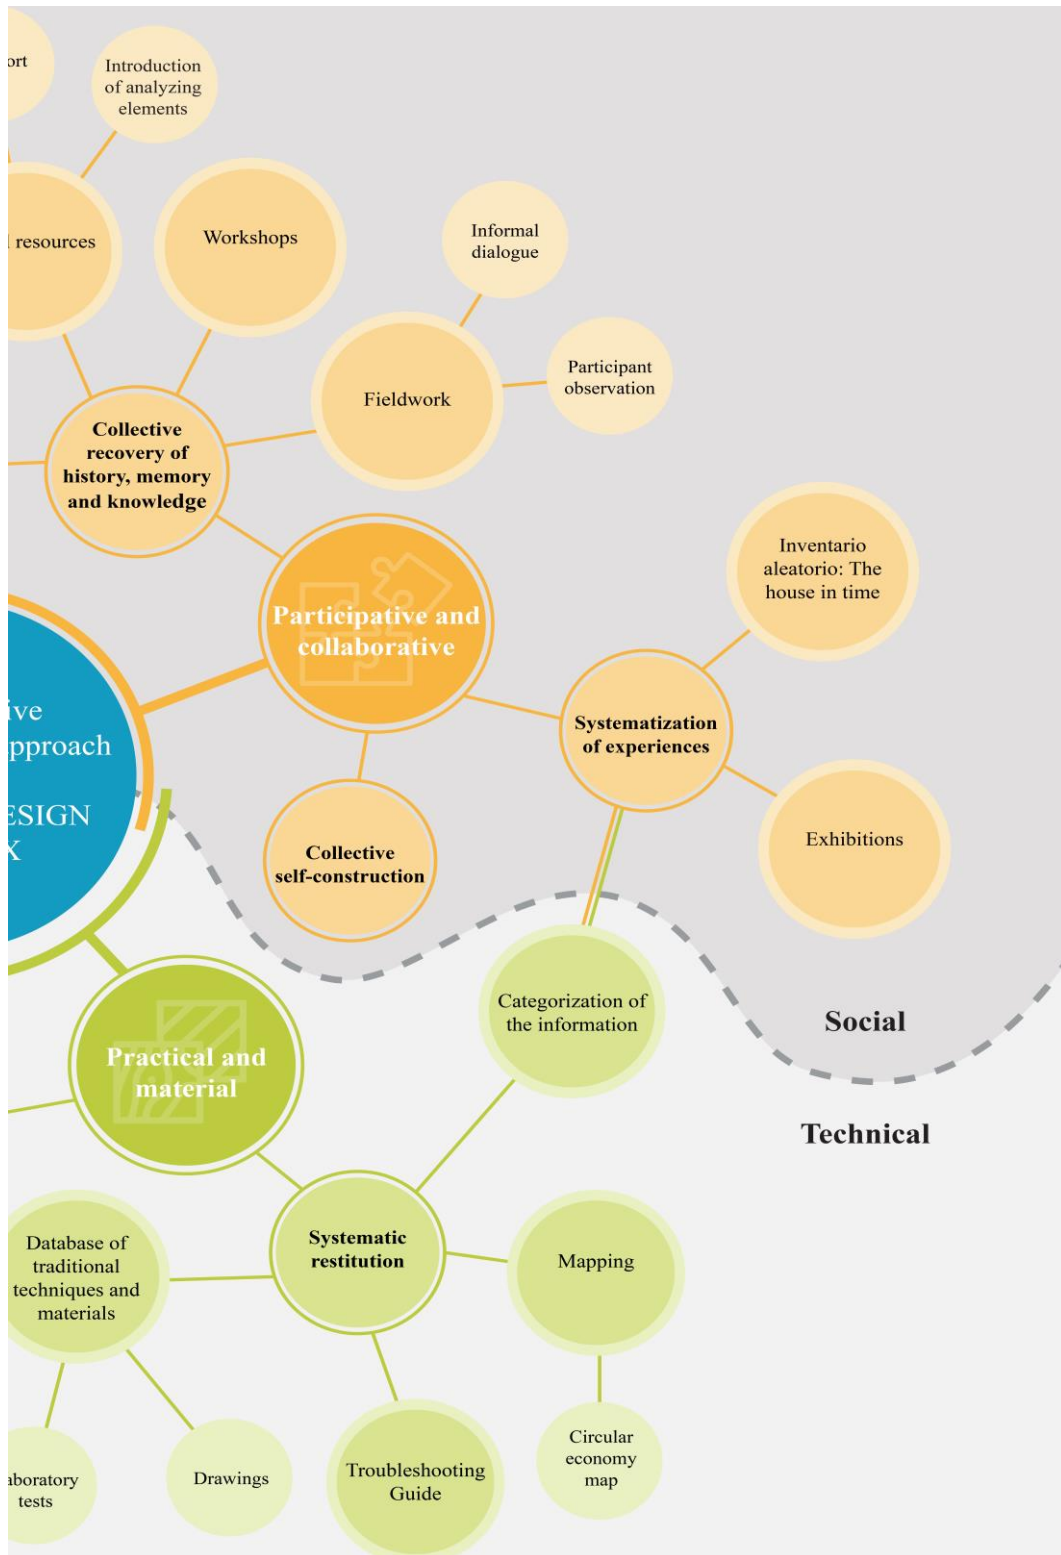 ort
Introduction
of analyzing
elements
l resources
Workshops
Informal
dialogue
Fieldwork
Participant
observation
Collective
recovery of
history, memory
and knowledge
Inventario
aleatorio: The
house in time
Participative and
collaborative
Systematization
of experiences
ive
pproach
ESIGN
X
Collective
self-construction
Exhibitions
Categorization of
the information
Social
Practical and
material
Technical
Systematic
restitution
Database of
traditional
techniques and
materials
Mapping
Troubleshooting
Guide
Circular
economy
map
aboratory
tests
Drawings